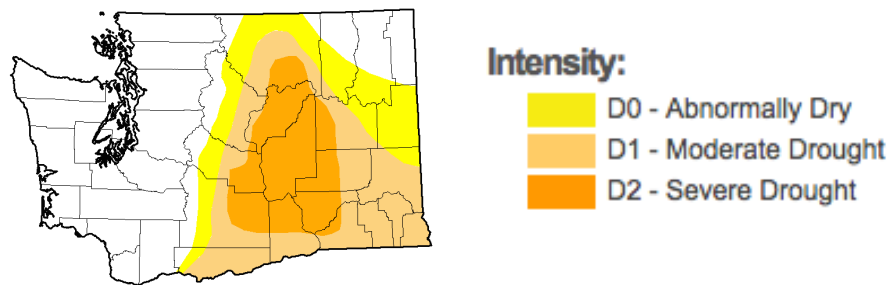 Intensity:
D0 - Abnormally Dry
D1 - Moderate Drought
D2 - Severe Drought